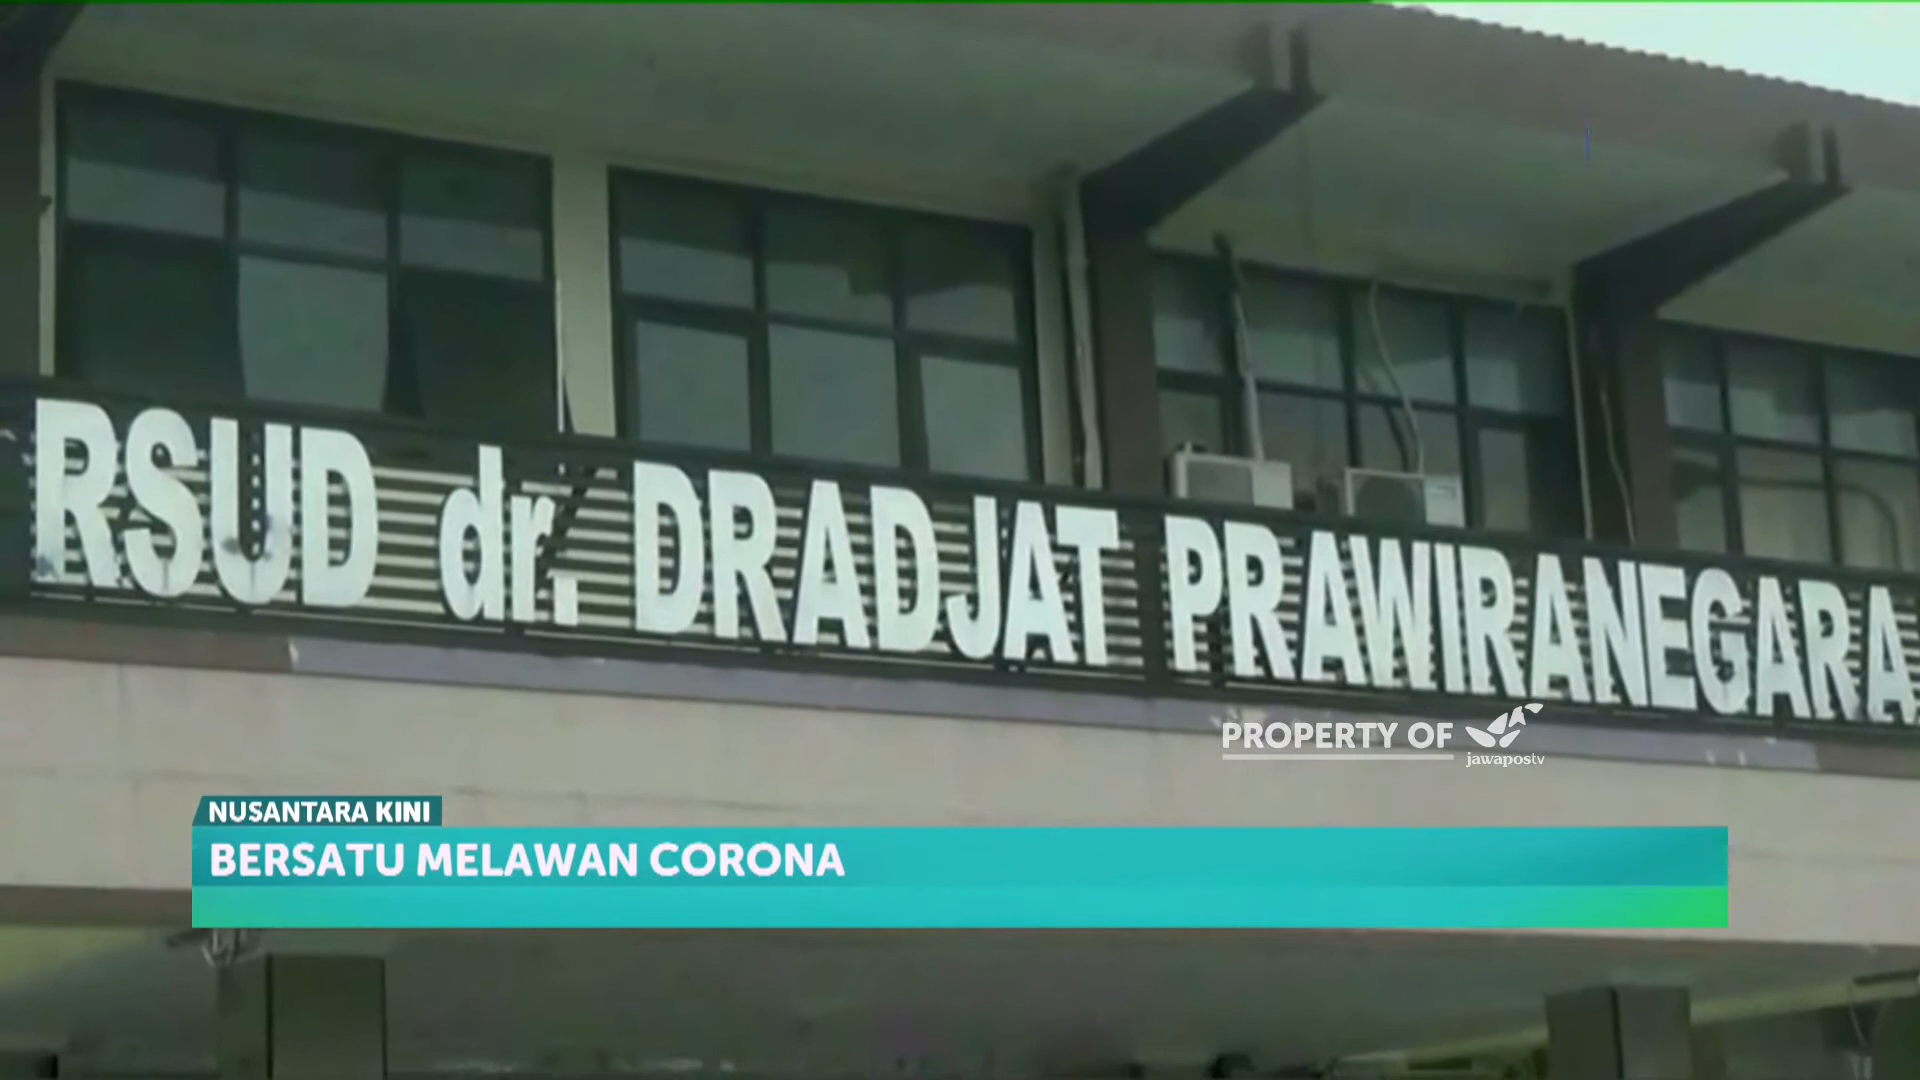 RSUD dr. DRADJAT PRAWIRANEGARA
PROPERTY OF
jawapostv
NUSANTARA KINI
BERSATU MELAWAN CORONA